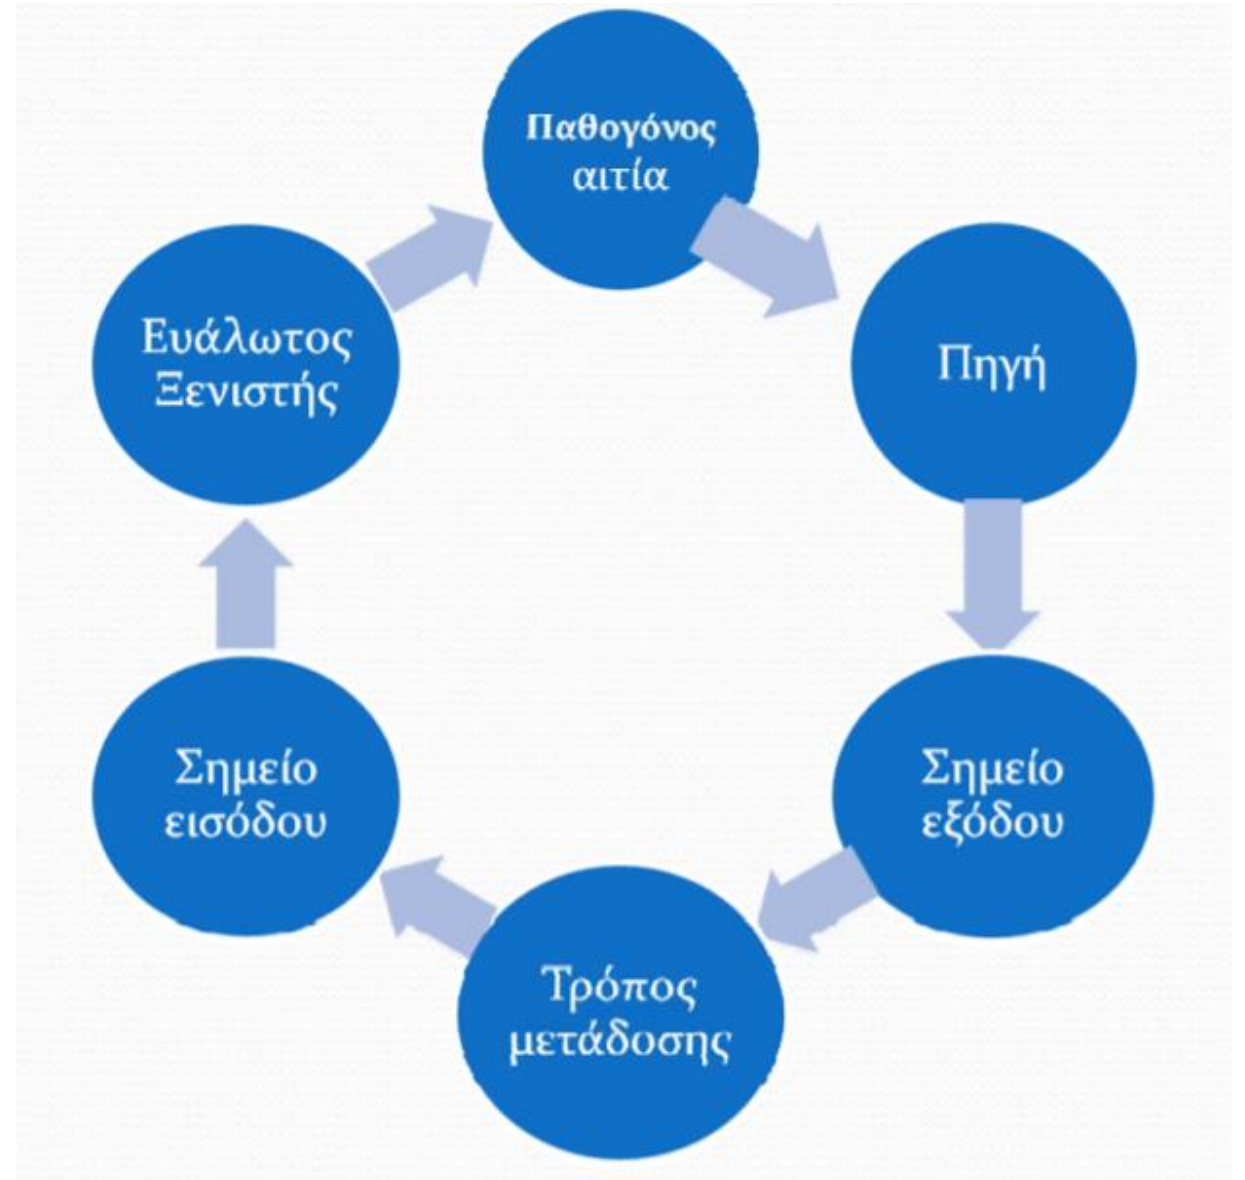 Παθογόνος
αιτία
Πηγή
Σημείο
εξόδου
Τρόπος
μετάδοσης
Σημείο
εισόδου
Ευάλωτος
Ξενιστής